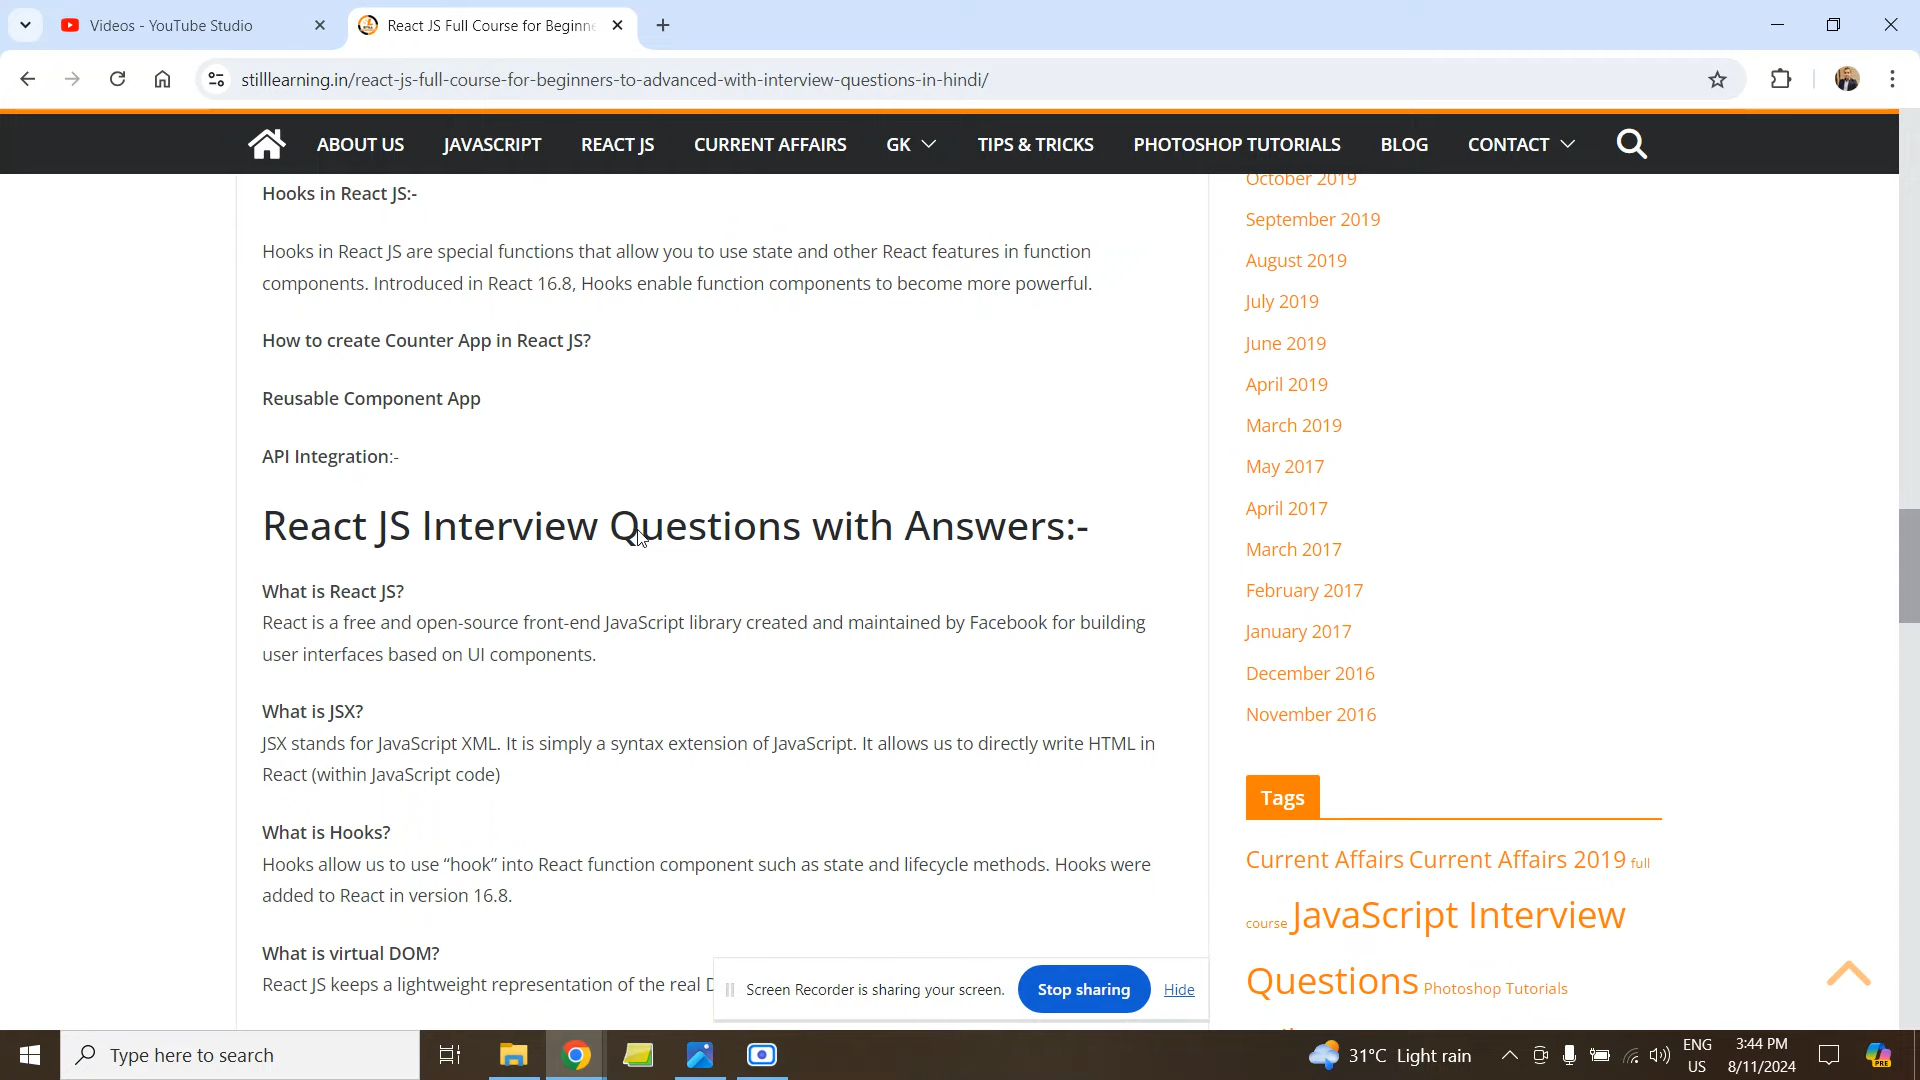 Videos - YouTube Studio
React JS Full Course for Beginne
stilllearning.in/react-js-full-course-for-beginners-to-advanced-with-interview-questions-in-hindi/
ABOUT US JAVASCRIPT REACT JS CURRENT AFFAIRS GK TIPS & TRICKS PHOTOSHOP TUTORIALS BLOG CONTACT
Hooks in React JS:-
Hooks in React JS are special functions that allow you to use state and other React features in function
components. Introduced in React 16.8, Hooks enable function components to become more powerful.
How to create Counter App in React JS?
Reusable Component App
API Integration:-
React JS Interview Questions with Answers:-
What is React JS?
React is a free and open-source front-end JavaScript library created and maintained by Facebook for building
user interfaces based on UI components.
What is JSX?
JSX stands for JavaScript XML. It is simply a syntax extension of JavaScript. It allows us to directly write HTML in
React (within JavaScript code)
What is Hooks?
Hooks allow us to use “hook” into React function component such as state and lifecycle methods. Hooks were
added to React in version 16.8.
What is virtual DOM?
React JS keeps a lightweight representation of the real D
October 2019
September 2019
August 2019
July 2019
June 2019
April 2019
March 2019
May 2017
April 2017
March 2017
February 2017
January 2017
December 2016
November 2016
Tags
Current Affairs Current Affairs 2019 full
course JavaScript Interview
Questions Photoshop Tutorials
Screen Recorder is sharing your screen. Stop sharing Hide
Type here to search
31°C Light rain
ENG
US
3:44 PM
8/11/2024
PRE